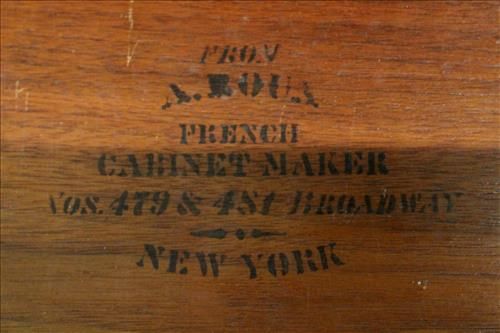 FROM
A. ROUX
FRENCH
CABINET MAKER
NOS. 479 & 481 BROADWAY
NEW YORK